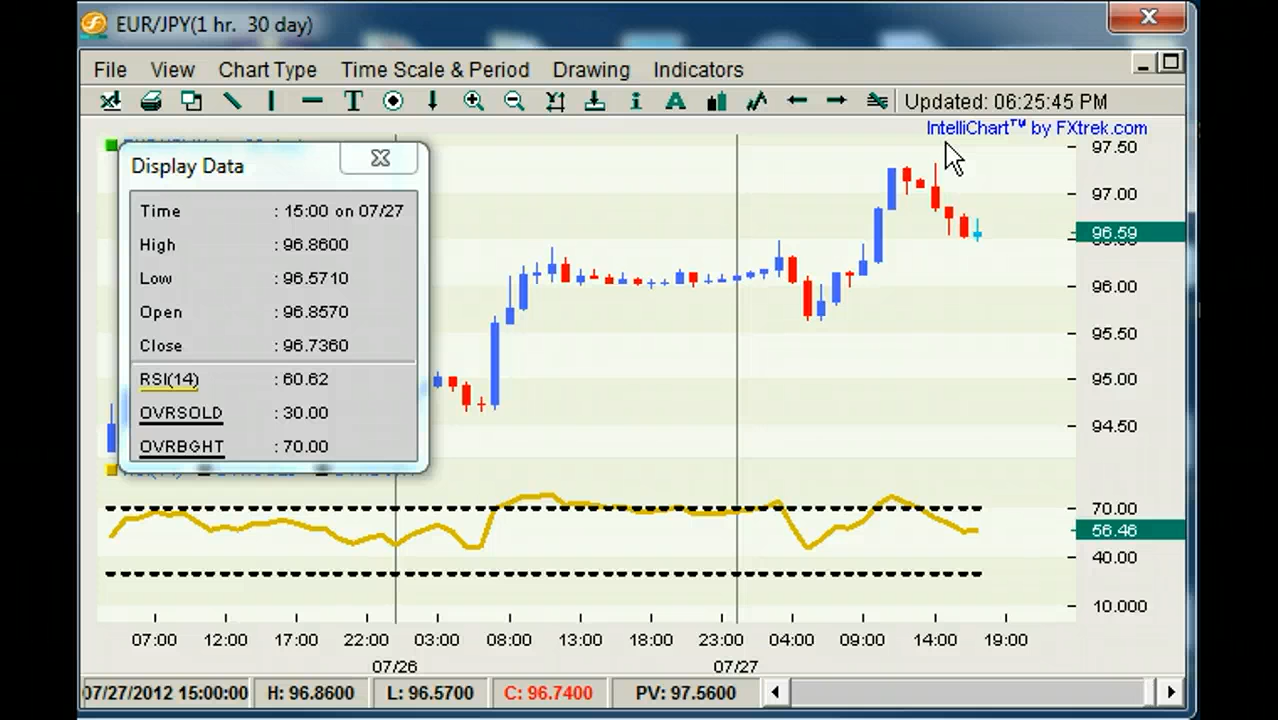 EUR/JPY(1 hr. 30 day)
File View Chart Type Time Scale & Period Drawing Indicators
Updated: 06:25:45 PM
IntelliChart™ by FXtrek.com
Display Data
Time : 15:00 on 07/27
High : 96.8600
Low : 96.5710
Open : 96.8570
Close : 96.7360
RSI(14) : 60.62
OVRSOLD : 30.00
OVRBGHT : 70.00
97.50
97.00
96.59
96.00
95.50
95.00
94.50
70.00
56.46
40.00
10.000
07:00 12:00 17:00 22:00 03:00 08:00 13:00 18:00 23:00 04:00 09:00 14:00 19:00
07/26 07/27
07/27/2012 15:00:00 H: 96.8600 L: 96.5700 C: 96.7400 PV: 97.5600